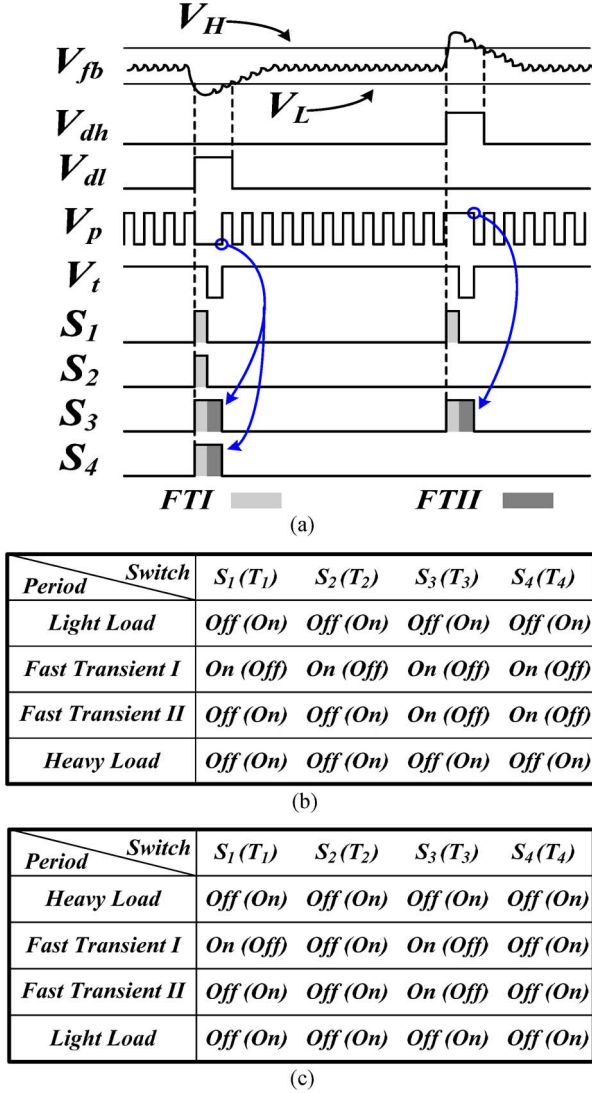 V_H
V_fb
V_L
V_dh
V_dl
V_p
V_t
S_1
S_2
S_3
S_4
FTI FTII
(a)
Period Switch S_1 (T_1) S_2 (T_2) S_3 (T_3) S_4 (T_4)
Light Load Off (On) Off (On) Off (On) Off (On)
Fast Transient I On (Off) On (Off) On (Off) On (Off)
Fast Transient II Off (On) Off (On) On (Off) On (Off)
Heavy Load Off (On) Off (On) Off (On) Off (On)
(b)
Period Switch S_1 (T_1) S_2 (T_2) S_3 (T_3) S_4 (T_4)
Heavy Load Off (On) Off (On) Off (On) Off (On)
Fast Transient I On (Off) Off (On) On (Off) Off (On)
Fast Transient II Off (On) Off (On) On (Off) Off (On)
Light Load Off (On) Off (On) Off (On) Off (On)
(c)